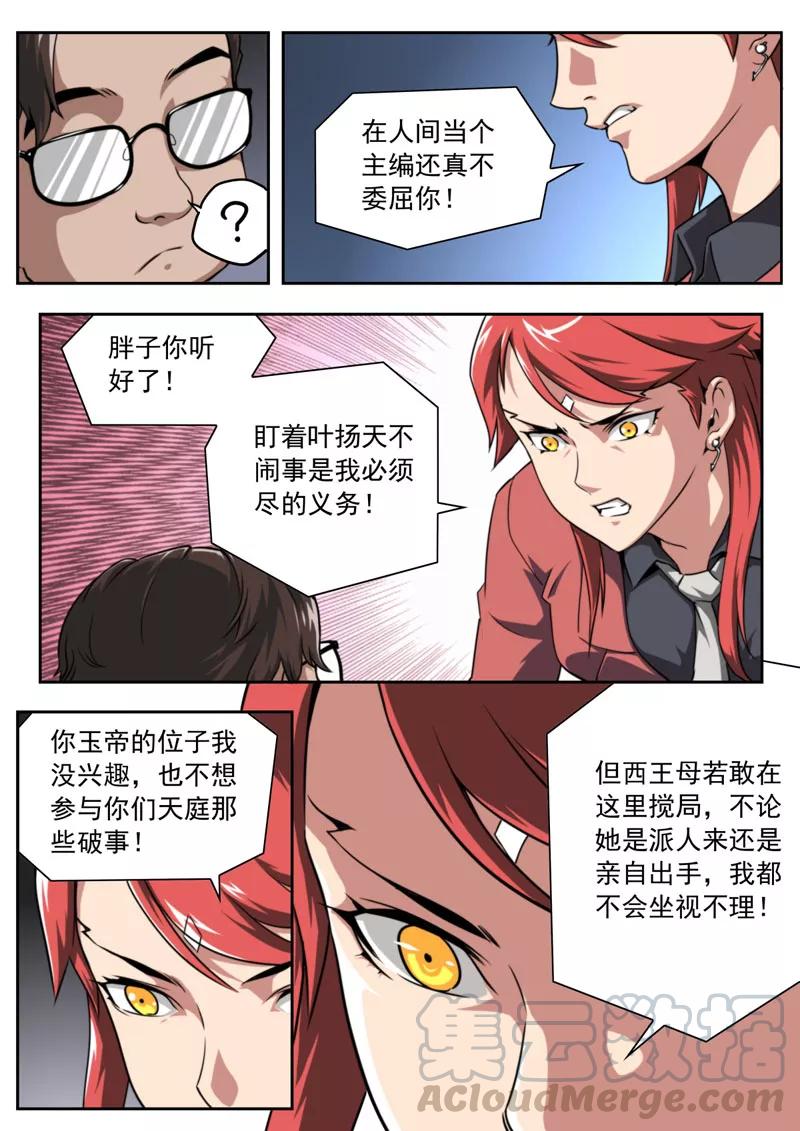 ?
在人间当个
主编还真不
委屈你!
胖子你听
好了!
盯着叶扬天不
闹事是我必须
尽的义务!
你玉帝的位子我
没兴趣，也不想
参与你们天庭那
些破事!
但西王母若敢在
这里搅局，不论
她是派人来还是
亲自出手，我都
不会坐视不理!
集云数据
AcloudMerge.com